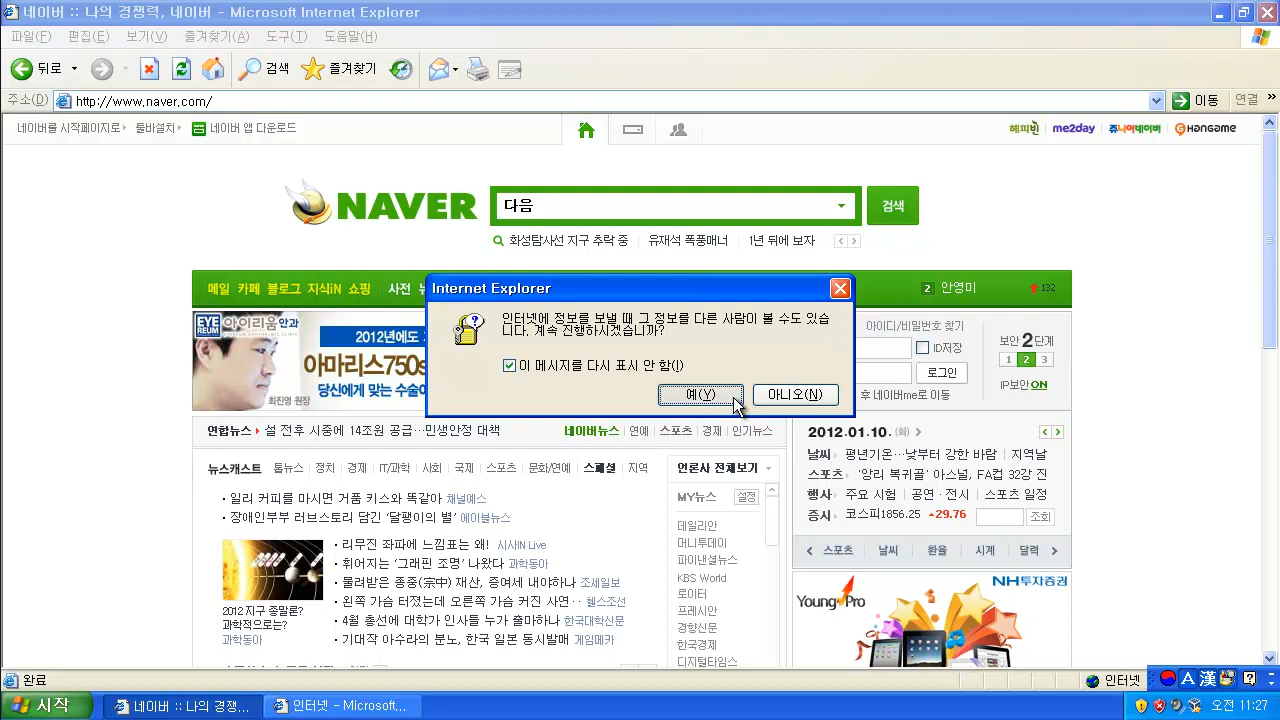 네이버 :: 나의 경쟁력, 네이버 - Microsoft Internet Explorer
파일(F) 편집(E) 보기(V) 즐겨찾기(A) 도구(T) 도움말(H)
뒤로 검색 즐겨찾기
주소(D) http://www.naver.com/ 이동 연결 »
네이버를 시작페이지로 툴바설치 네이버 앱 다운로드 해피빈 me2day 쥬니어네이버 HANGAME
NAVER 다음 검색
화성탐사선 지구 추락 중 유재석 폭풍매너 1년 뒤에 보자
메일 카페 블로그 지식iN 쇼핑 사전 뉴 2 안영미 132
Internet Explorer
인터넷에 정보를 보낼 때 그 정보를 다른 사람이 볼 수도 있습
니다. 계속 진행하시겠습니까?
이 메시지를 다시 표시 안 함(I)
예(Y) 아니오(N)
EYE REUM 아이리움안과
2012년에도
아마리스750s
당신에게 맞는 수술이
최진영 원장
아이디/비밀번호 찾기
ID저장
로그인
후 네이버me로 이동
보안 2단계
1 2 3
IP보안ON
연합뉴스 설 전후 시중에 14조원 공급…민생안정 대책 네이버뉴스 연예 스포츠 경제 인기뉴스
뉴스캐스트 톱뉴스 정치 경제 IT/과학 사회 국제 스포츠 문화/연예 스페셜 지역
일리 커피를 마시면 거품 키스와 똑같아 채널예스
장애인부부 러브스토리 담긴 '달팽이의 별' 에이블뉴스
리무진 좌파에 느낌표는 왜! 시사IN Live
휘어지는 '그래핀 조명' 나왔다 과학동아
물려받은 종중(宗中) 재산, 증여세 내야하나 조세일보
왼쪽 가슴 터졌는데 오른쪽 가슴 커진 사연… 헬스조선
4월 총선에 대학가 인사들 누가 출마하나 한국대학신문
기대작 아수라의 분노, 한국 일본 동시발매 게임메카
2012 지구 종말론?
과학적으로는?
과학동아
언론사 전체보기
MY뉴스 설정
데일리안
머니투데이
파이낸셜뉴스
KBS World
로이터
프레시안
경향신문
한국경제
디지털타임스
2012.01.10. (화)
날씨 평년기온…낮부터 강한 바람 지역날
스포츠 '앙리 복귀골' 아스널, FA컵 32강 진
행사 주요 시험 공연·전시 스포츠 일정
증시 코스피1856.25 29.76 조회
스포츠 날씨 환율 시계 달력
Young Pro NH투자증권
완료 인터넷 A 漢
시작 네이버 :: 나의 경쟁... 인터넷 - Microsoft,... 오전 11:27